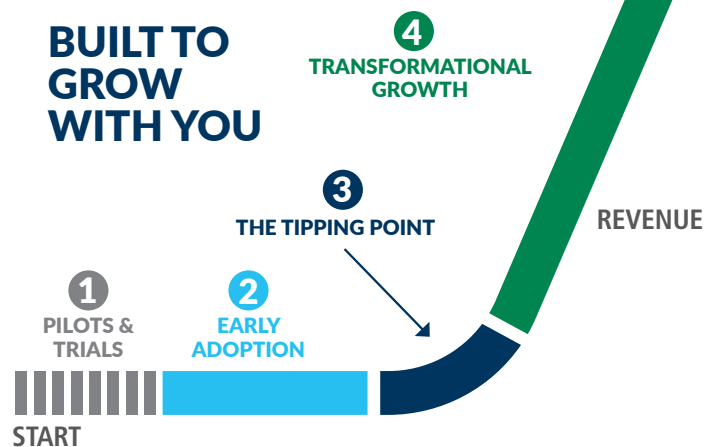 BUILT TO
GROW
WITH YOU
4
TRANSFORMATIONAL
GROWTH
3
THE TIPPING POINT
REVENUE
1
PILOTS &
TRIALS
2
EARLY
ADOPTION
START